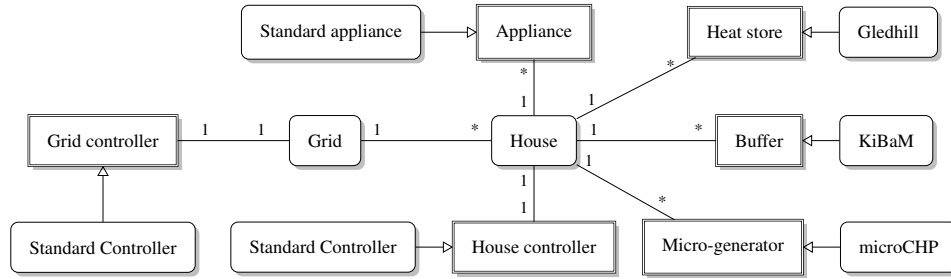 Standard appliance
Appliance
Heat store
Gledhill
*
*
1
1
Grid controller
1
1
Grid
1
*
House
1
*
Buffer
KiBaM
1
1
*
1
Standard Controller
Standard Controller
House controller
Micro-generator
microCHP